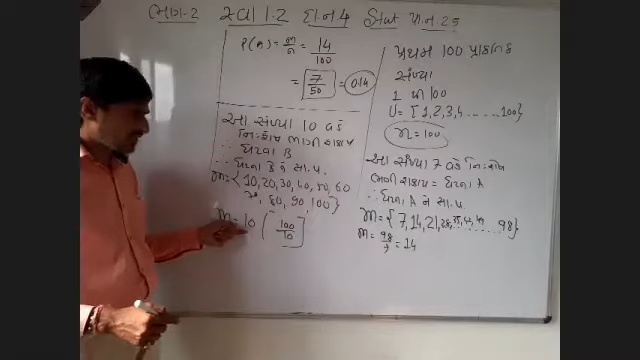 ભાગ-2 સ્વા 1.2 દા.ન 4 Stat પા.ન.25
પ્રથમ 100 પ્રાકૃતિક
સંખ્યા
1 થી 100
U = {1,2,3,4 ......100}
n = 100
આ સંખ્યા 7 વડે નિઃશેષ
ભાગી શકાય = ઘટના A
∴ ઘટના A ને સા.પ.
m = { 7, 14, 21, 28, 35, 42, 49 ........ 98}
m = 98/7 = 14
P(A) = m/n = 14/100
= 7/50 = 0.14
આ સંખ્યા 10 વડે
નિઃશેષ ભાગી શકાય
∴ ઘટના B
∴ ઘટના B ને સા.પ.
m = { 10, 20, 30, 40, 50, 60
70, 80, 90 100}
m = 10 [100/10]